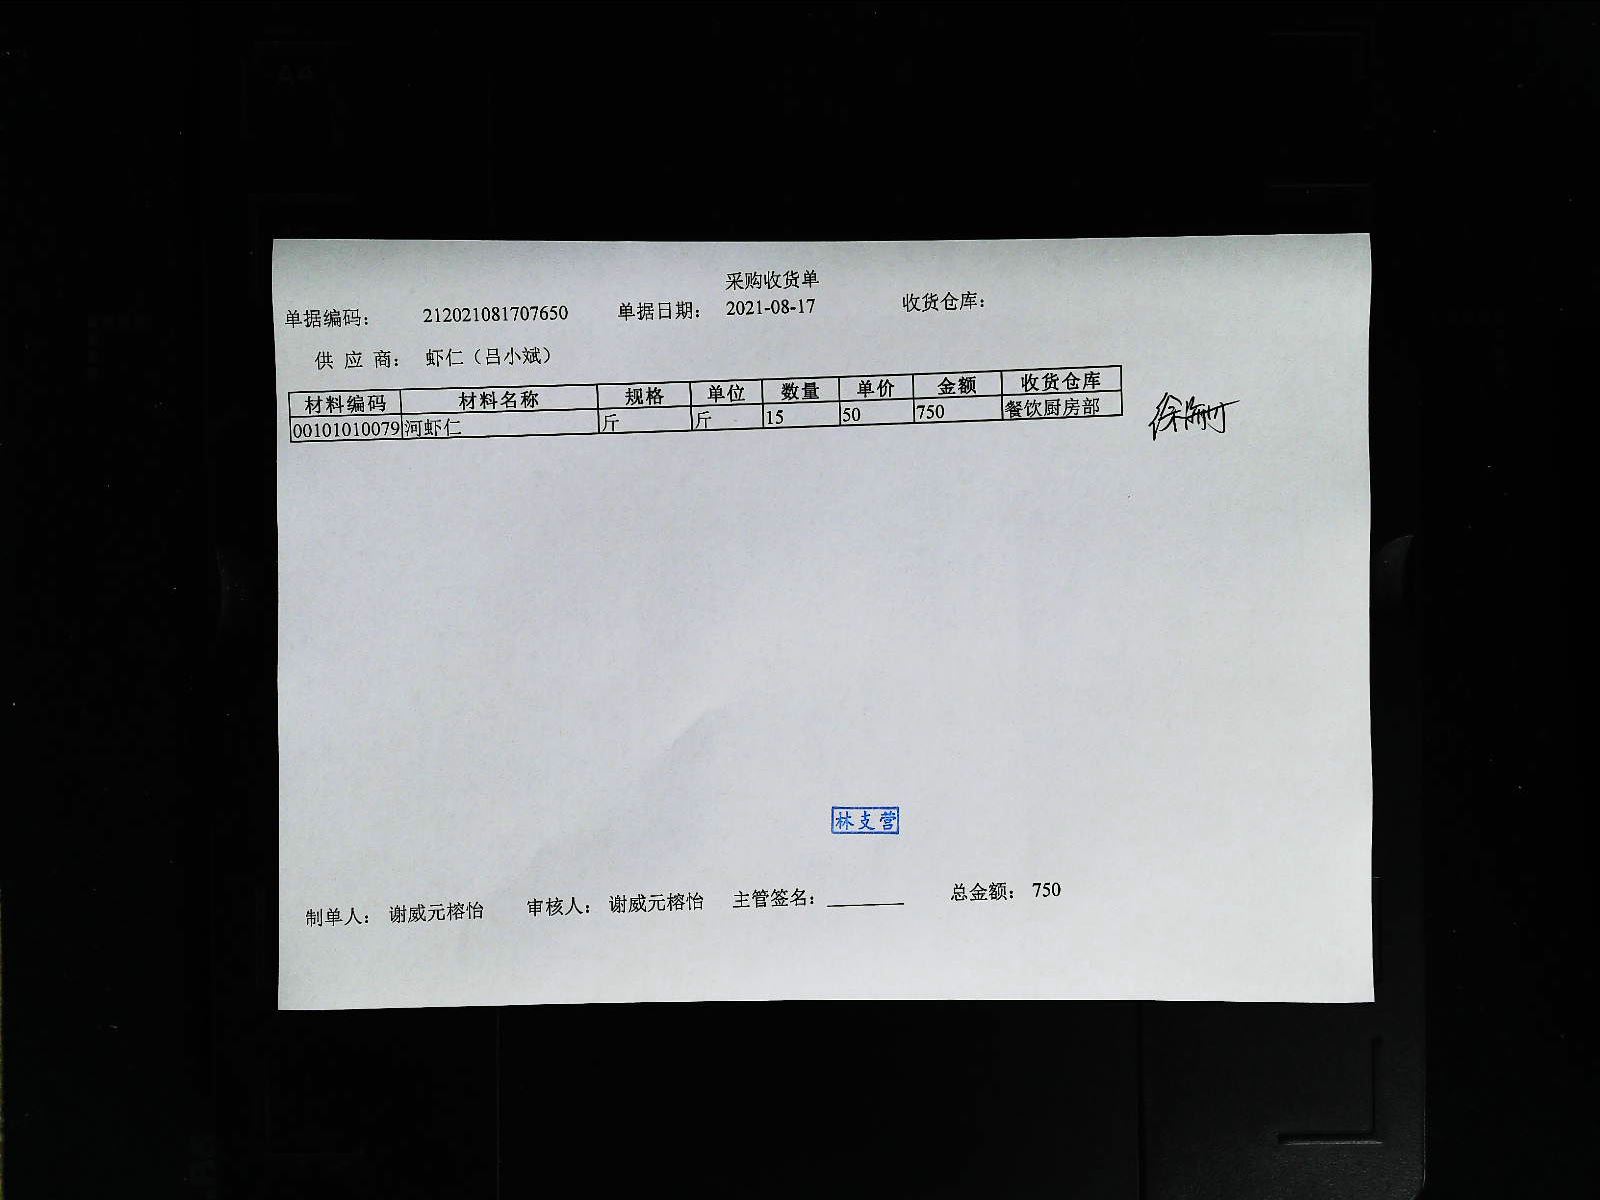 采购收货单
单据编码： 212021081707650 单据日期： 2021-08-17 收货仓库：
供 应 商： 虾仁（吕小斌）
材料编码 材料名称 规格 单位 数量 单价 金额 收货仓库
00101010079 河虾仁 斤 斤 15 50 750 餐饮厨房部
林支营
制单人： 谢威元榕怡 审核人： 谢威元榕怡 主管签名：________ 总金额： 750